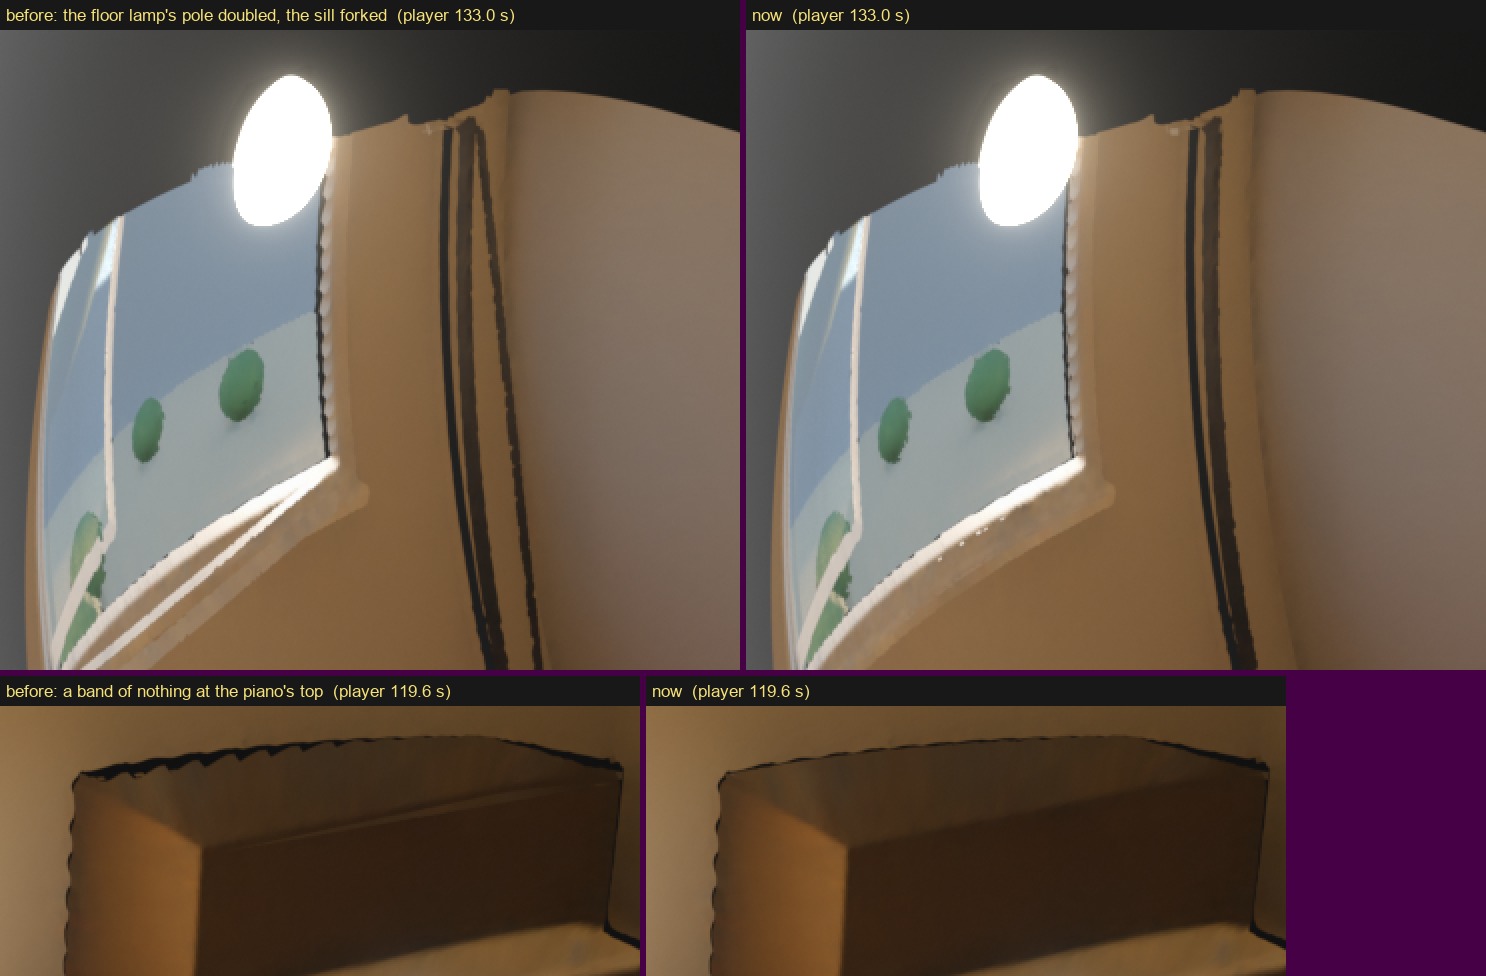 before: the floor lamp's pole doubled, the sill forked  (player 133.0 s)
now  (player 133.0 s)
before: a band of nothing at the piano's top  (player 119.6 s)
now  (player 119.6 s)